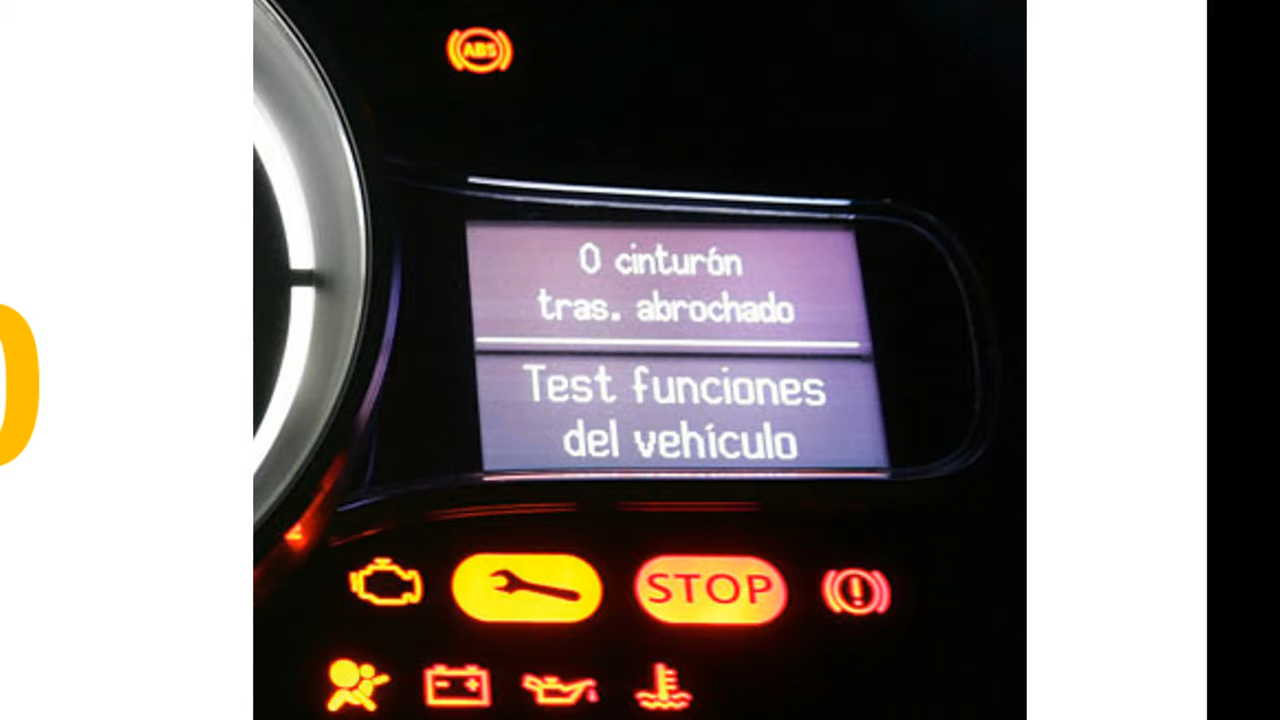 ABS
0 cinturón
tras. abrochado
Test funciones
del vehículo
STOP